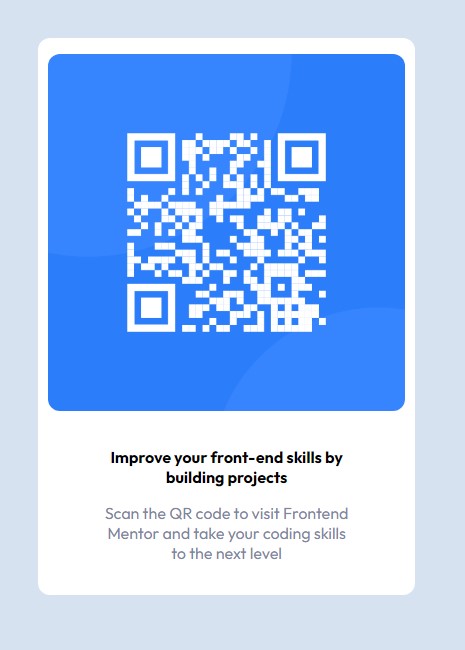 Improve your front-end skills by
building projects
Scan the QR code to visit Frontend
Mentor and take your coding skills
to the next level